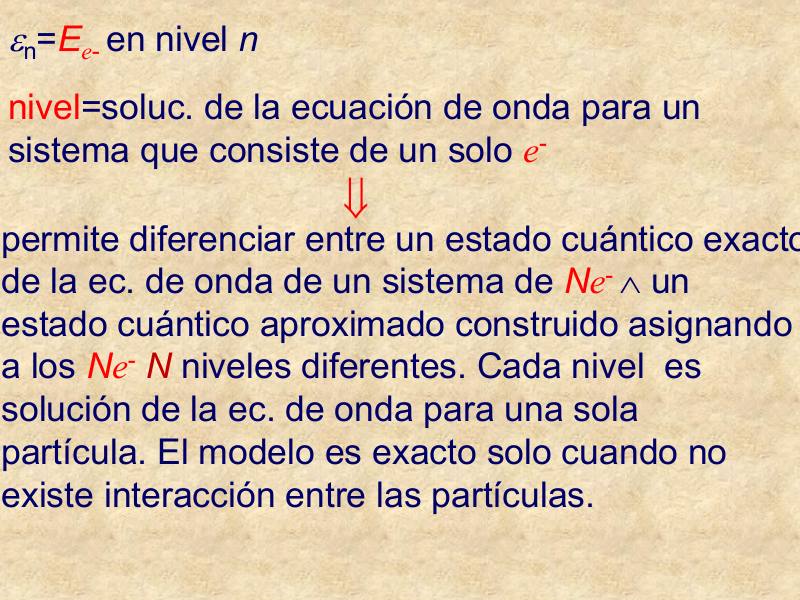 εn=Ee- en nivel n
nivel=soluc. de la ecuación de onda para un
sistema que consiste de un solo e-
⇓
permite diferenciar entre un estado cuántico exacto
de la ec. de onda de un sistema de Ne- ∧ un
estado cuántico aproximado construido asignando
a los Ne- N niveles diferentes. Cada nivel es
solución de la ec. de onda para una sola
partícula. El modelo es exacto solo cuando no
existe interacción entre las partículas.